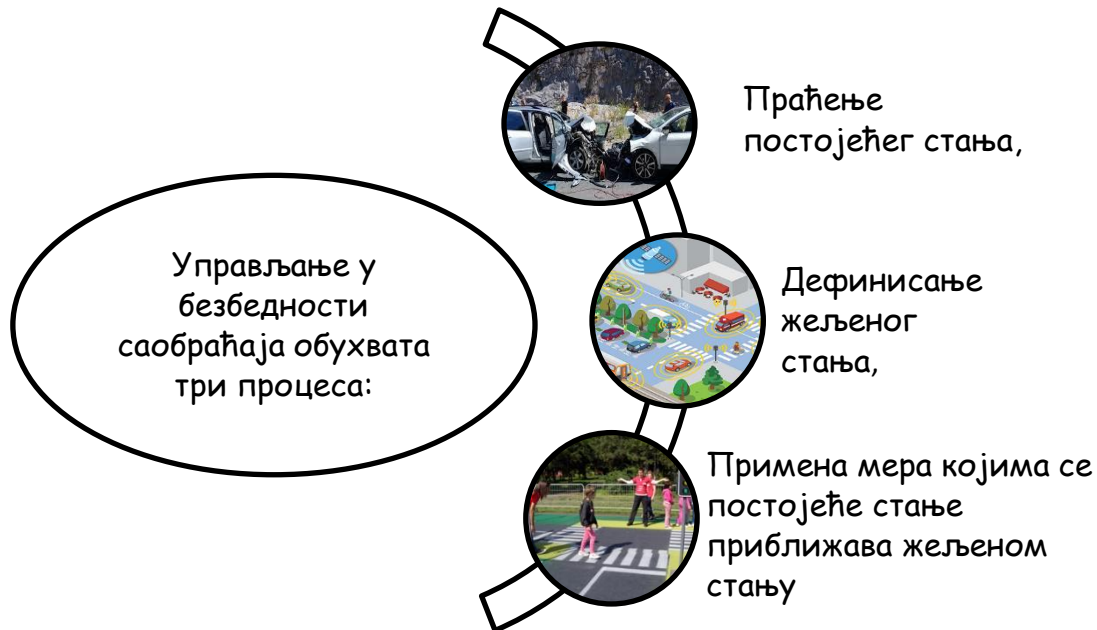 Управљање у
безбедности
саобраћаја обухвата
три процеса:
Праћење
постојећег стања,
Дефинисање
жељеног
стања,
Примена мера којима се
постојеће стање
приближава жељеном
стању